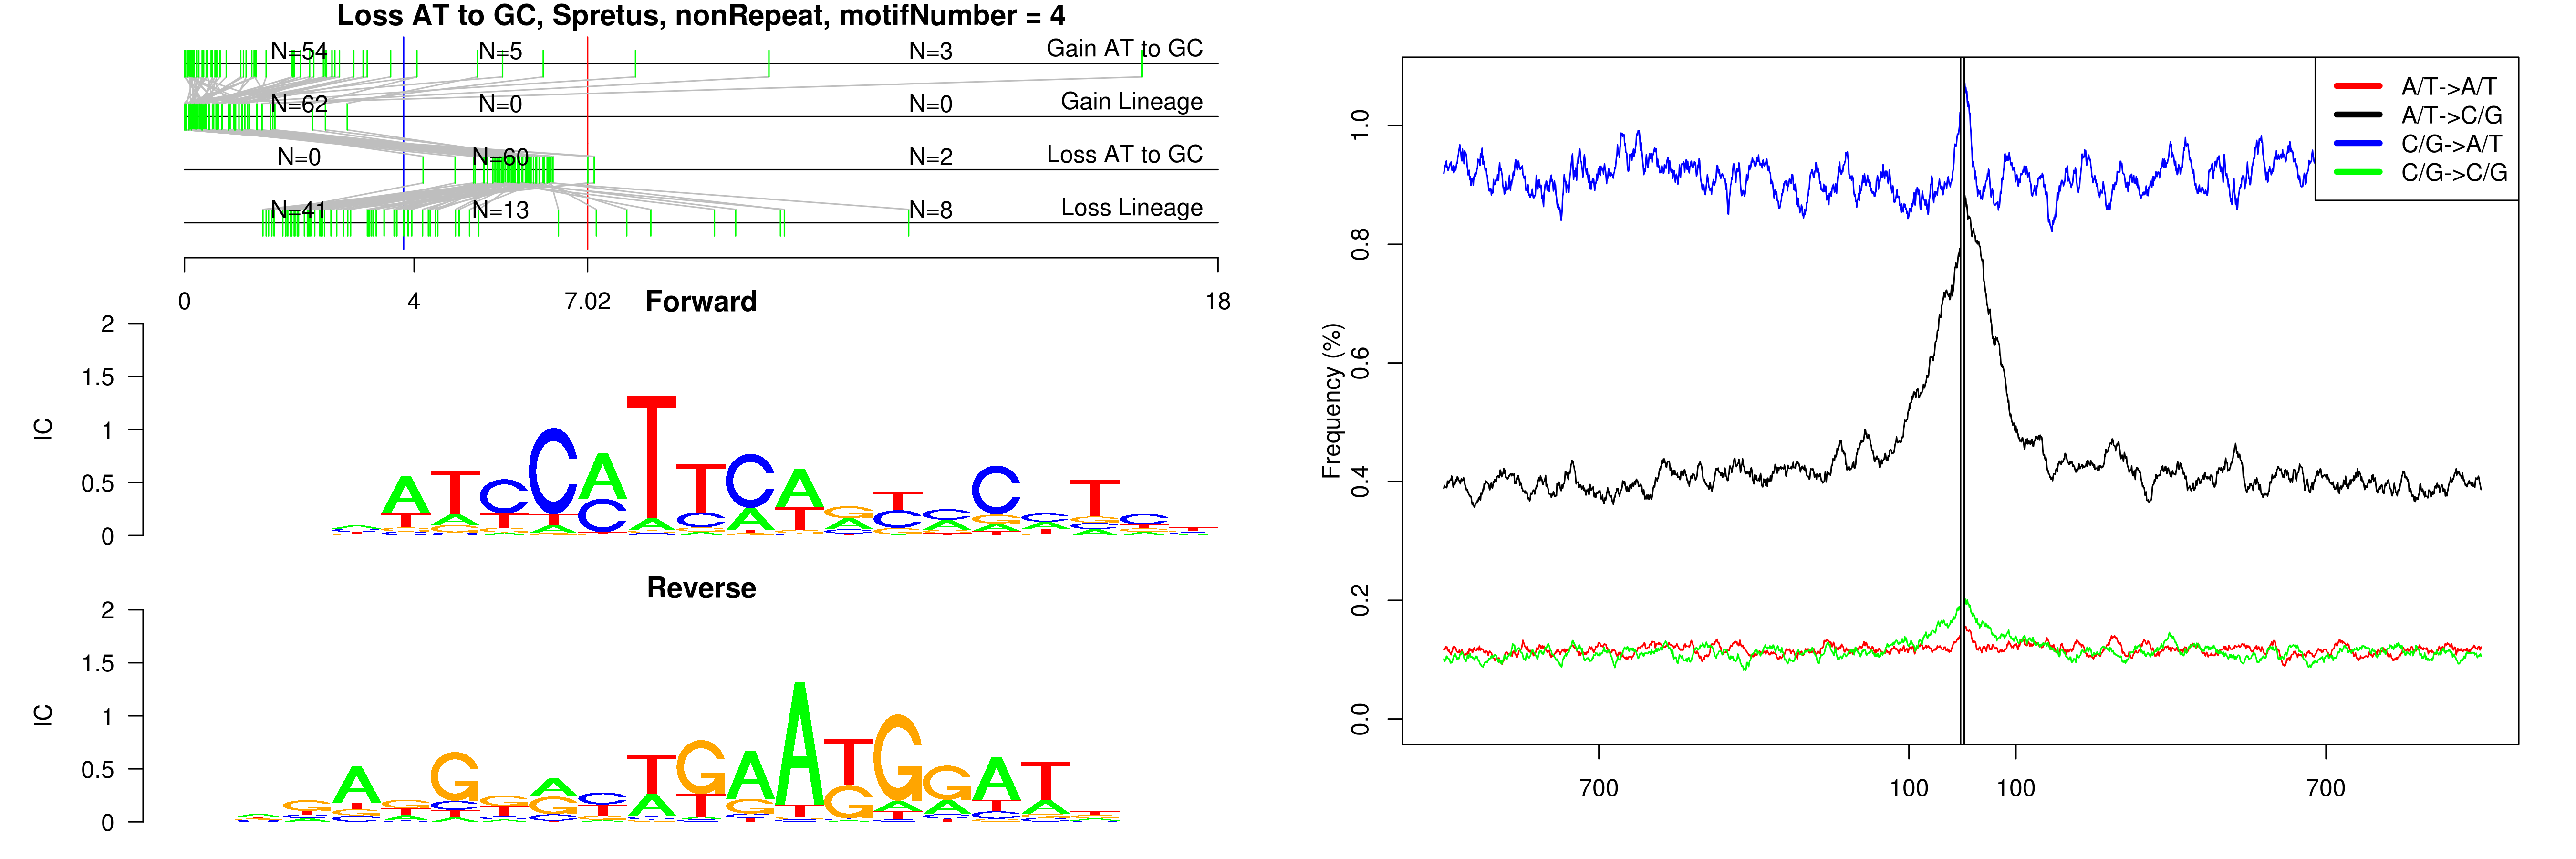 Loss AT to GC, Spretus, nonRepeat, motifNumber = 4
N=54 N=5 N=3 Gain AT to GC
N=62 N=0 N=0 Gain Lineage
N=0 N=60 N=2 Loss AT to GC
N=41 N=13 N=8 Loss Lineage
0 4 7.02 18
Forward
2
1.5
1
0.5
0
IC
Reverse
2
1.5
1
0.5
0
IC
A/T->A/T
A/T->C/G
C/G->A/T
C/G->C/G
Frequency (%)
1.0
0.8
0.6
0.4
0.2
0.0
700 100 100 700